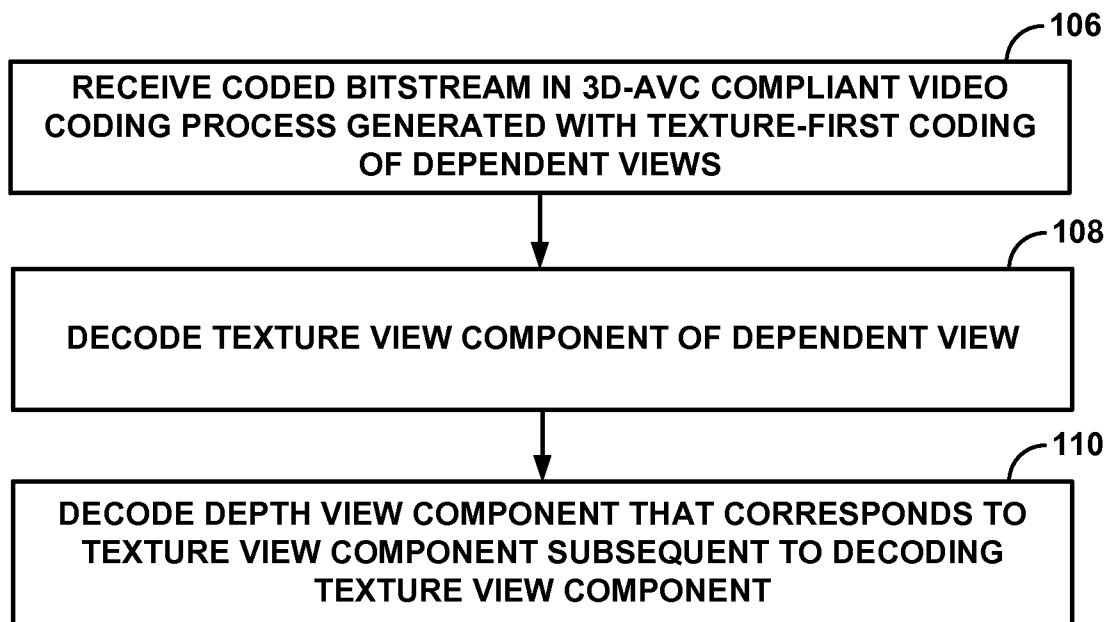 106
RECEIVE CODED BITSTREAM IN 3D-AVC COMPLIANT VIDEO
CODING PROCESS GENERATED WITH TEXTURE-FIRST CODING
OF DEPENDENT VIEWS
108
DECODE TEXTURE VIEW COMPONENT OF DEPENDENT VIEW
110
DECODE DEPTH VIEW COMPONENT THAT CORRESPONDS TO
TEXTURE VIEW COMPONENT SUBSEQUENT TO DECODING
TEXTURE VIEW COMPONENT